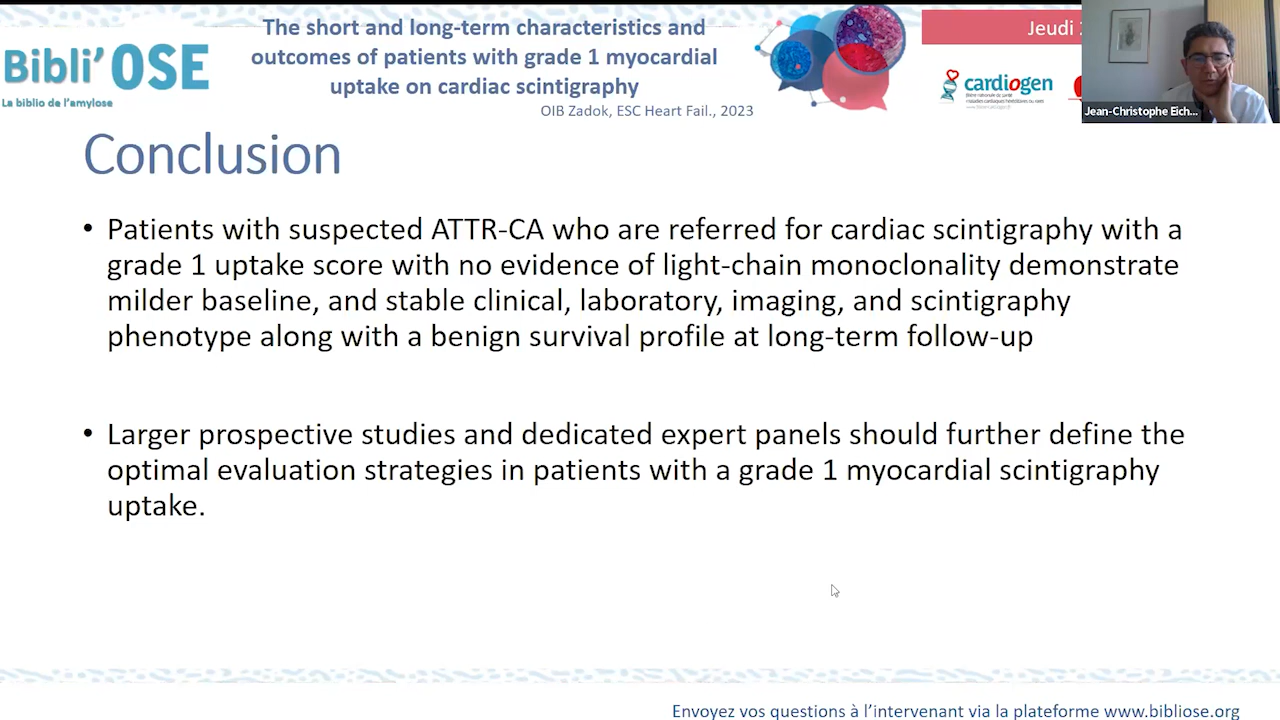 The short and long-term characteristics and
outcomes of patients with grade 1 myocardial
uptake on cardiac scintigraphy
OIB Zadok, ESC Heart Fail., 2023
Bibli'OSE
La biblio de l'amylose
Jeudi
cardiogen
Jean-Christophe Eich...
Conclusion
• Patients with suspected ATTR-CA who are referred for cardiac scintigraphy with a
grade 1 uptake score with no evidence of light-chain monoclonality demonstrate
milder baseline, and stable clinical, laboratory, imaging, and scintigraphy
phenotype along with a benign survival profile at long-term follow-up
• Larger prospective studies and dedicated expert panels should further define the
optimal evaluation strategies in patients with a grade 1 myocardial scintigraphy
uptake.
Envoyez vos questions à l'intervenant via la plateforme www.bibliose.org